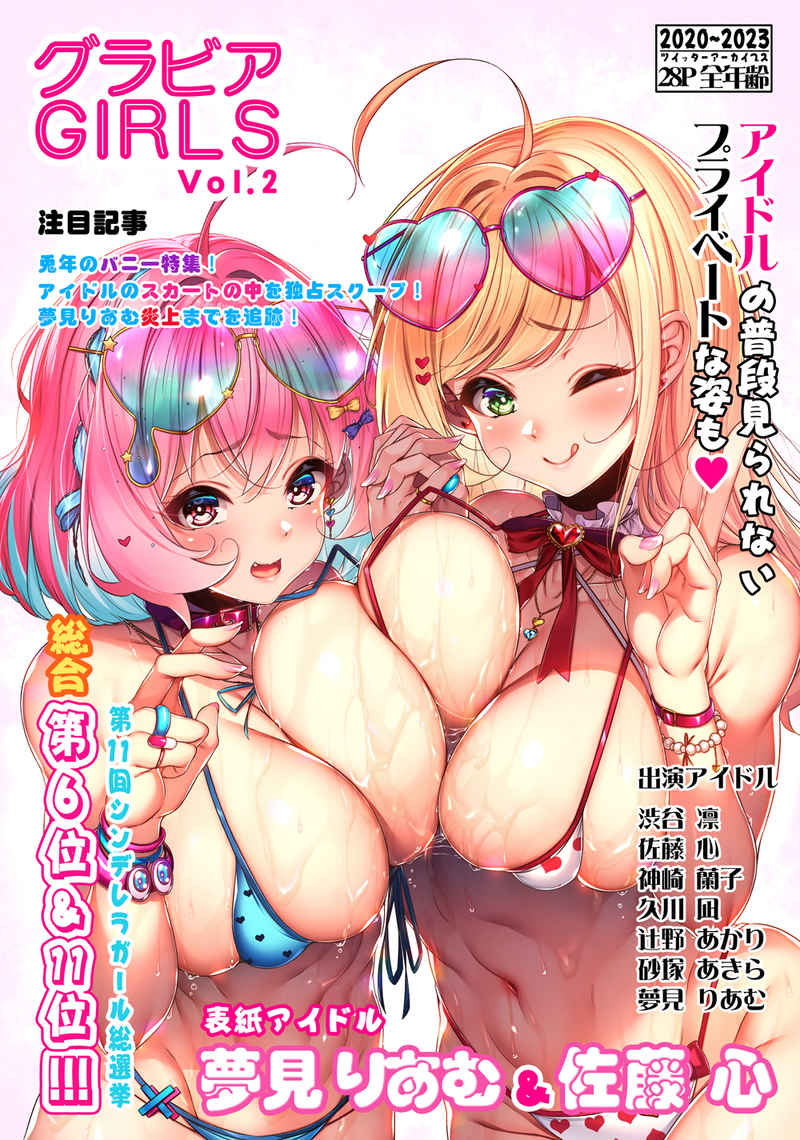 グラビア
GIRLS
Vol.2
2020~2023
ツイッターアーカイブス
28P 全年齢
注目記事
兎年のバニー特集！
アイドルのスカートの中を独占スクープ！
夢見りあむ炎上までを追跡！
アイドルの普段見られない
プライベートな姿も♥
第11回シンデレラガール総選挙
総合第6位&11位!!!
出演アイドル
渋谷 凛
佐藤 心
神崎 蘭子
久川 凪
辻野 あかり
砂塚 あきら
夢見 りあむ
表紙アイドル
夢見りあむ&佐藤 心